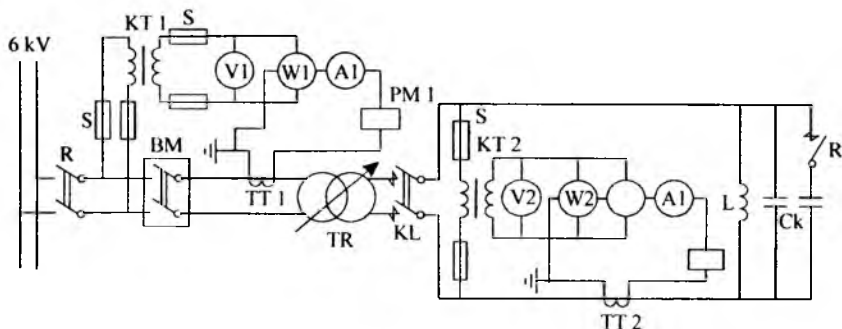 KT 1
S
6 kV
V1
W1
A1
PM 1
S
R
BM
TT 1
TR
KL
S
KT 2
V2
W2
A1
L
Ck
R
TT 2